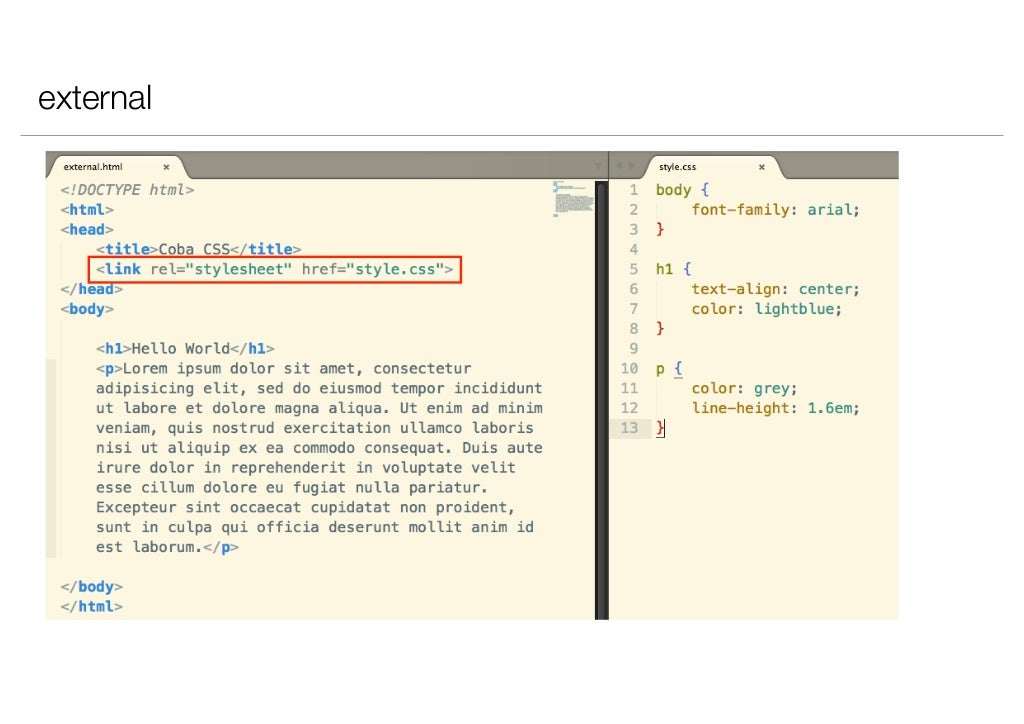 external
external.html
<!DOCTYPE html>
<html>
<head>
<title>Coba CSS</title>
<link rel="stylesheet" href="style.css">
</head>
<body>
<h1>Hello World</h1>
<p>Lorem ipsum dolor sit amet, consectetur
adipisicing elit, sed do eiusmod tempor incididunt
ut labore et dolore magna aliqua. Ut enim ad minim
veniam, quis nostrud exercitation ullamco laboris
nisi ut aliquip ex ea commodo consequat. Duis aute
irure dolor in reprehenderit in voluptate velit
esse cillum dolore eu fugiat nulla pariatur.
Excepteur sint occaecat cupidatat non proident,
sunt in culpa qui officia deserunt mollit anim id
est laborum.</p>
</body>
</html>
style.css
1 body {
2 font-family: arial;
3 }
4
5 h1 {
6 text-align: center;
7 color: lightblue;
8 }
9
10 p {
11 color: grey;
12 line-height: 1.6em;
13 }